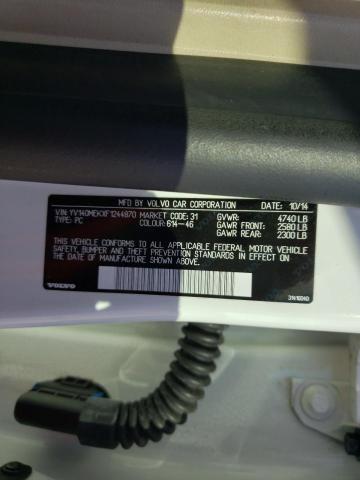 MFD BY VOLVO CAR CORPORATION DATE: 10/14
VIN: YV140MEKXF1244870 MARKET CODE: 31 GVWR: 4740 LB
TYPE: PC COLOUR: 614-46 GAWR FRONT: 2580 LB
GAWR REAR: 2300 LB
THIS VEHICLE CONFORMS TO ALL APPLICABLE FEDERAL MOTOR VEHICLE
SAFETY, BUMPER AND THEFT PREVENTION STANDARDS IN EFFECT ON THE
DATE OF MANUFACTURE SHOWN ABOVE.
VOLVO